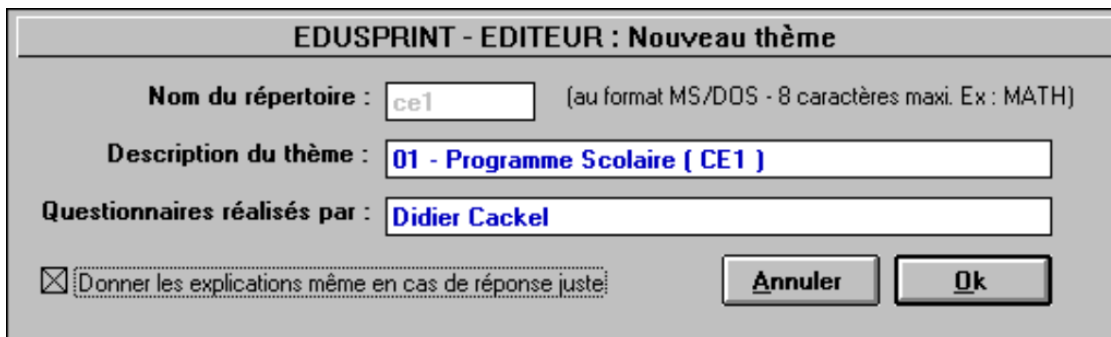 EDUSPRINT - EDITEUR : Nouveau thème
Nom du répertoire : ce1 (au format MS/DOS - 8 caractères maxi. Ex : MATH)
Description du thème : 01 - Programme Scolaire ( CE1 )
Questionnaires réalisés par : Didier Cackel
Donner les explications même en cas de réponse juste Annuler Ok